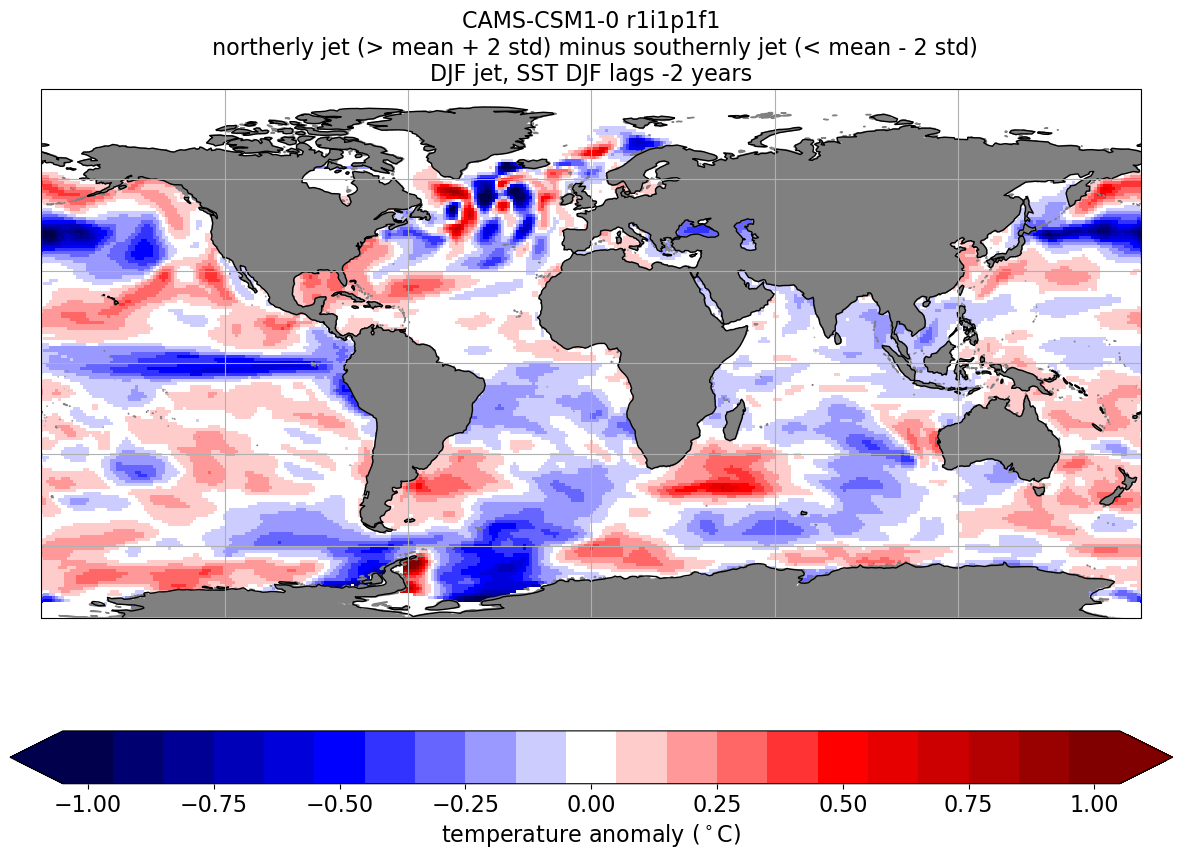 CAMS-CSM1-0 r1i1p1f1
northerly jet (> mean + 2 std) minus southernly jet (< mean - 2 std)
DJF jet, SST DJF lags -2 years
−1.00 −0.75 −0.50 −0.25 0.00 0.25 0.50 0.75 1.00
temperature anomaly (°C)